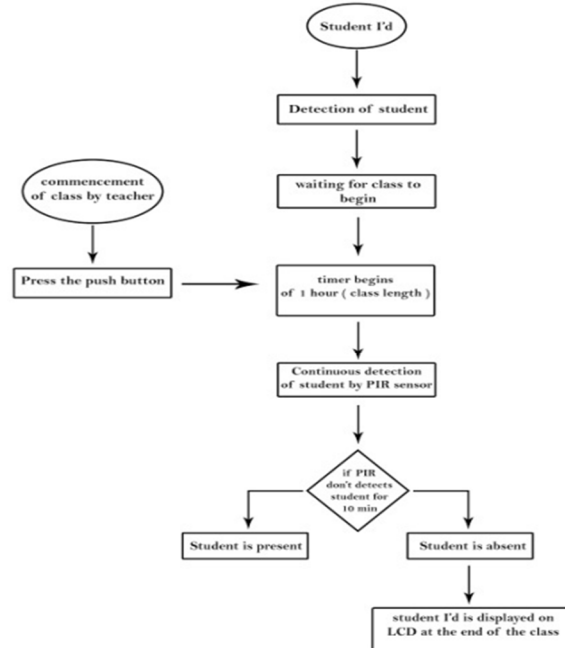 Student I'd
Detection of student
waiting for class to
begin
commencement
of class by teacher
Press the push button
timer begins
of 1 hour ( class length )
Continuous detection
of student by PIR sensor
if PIR
don't detects
student for
10 min
Student is present
Student is absent
student I'd is displayed on
LCD at the end of the class